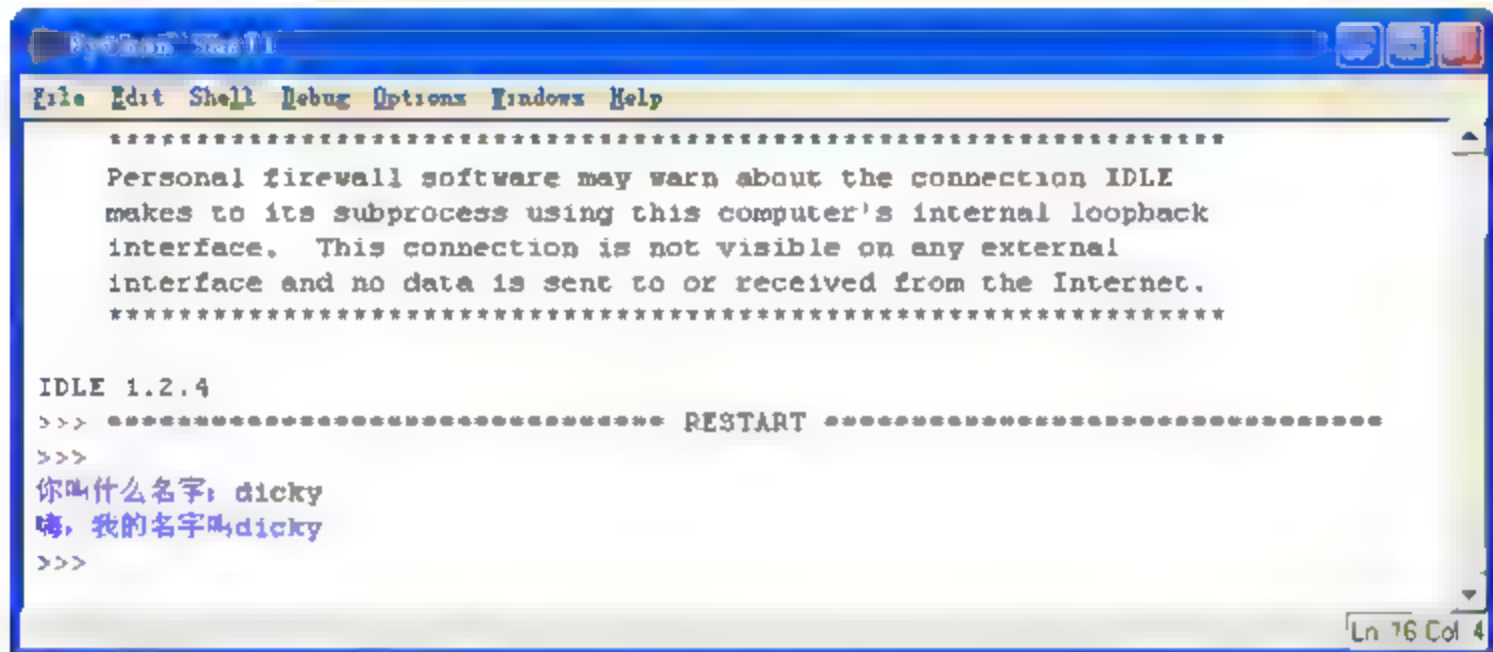 Python Shell
File Edit Shell Debug Options Windows Help
****************************************************************
Personal firewall software may warn about the connection IDLE
makes to its subprocess using this computer's internal loopback
interface.  This connection is not visible on any external
interface and no data is sent to or received from the Internet.
****************************************************************
IDLE 1.2.4
>>> ================================ RESTART ================================
>>>
你叫什么名字：dicky
嗨，我的名字叫dicky
>>>
Ln 16 Col 4